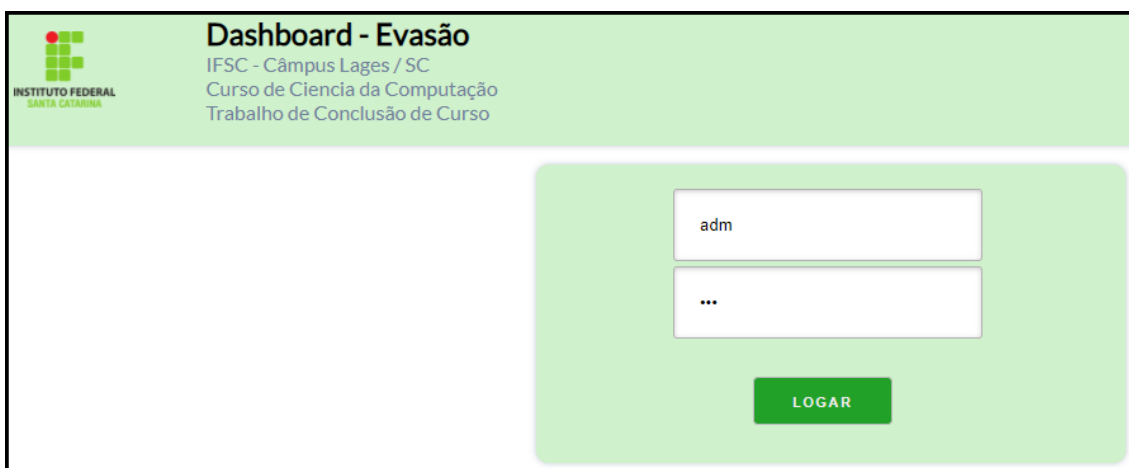 INSTITUTO FEDERAL
SANTA CATARINA
Dashboard - Evasão
IFSC - Câmpus Lages / SC
Curso de Ciencia da Computação
Trabalho de Conclusão de Curso
adm
•••
LOGAR